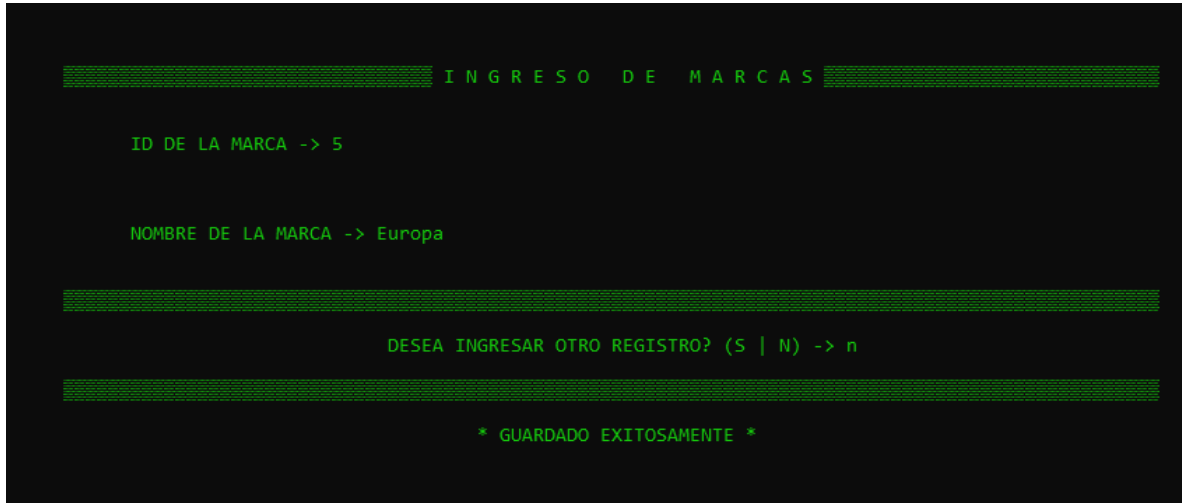 I N G R E S O   D E   M A R C A S
ID DE LA MARCA -> 5
NOMBRE DE LA MARCA -> Europa
DESEA INGRESAR OTRO REGISTRO? (S | N) -> n
* GUARDADO EXITOSAMENTE *